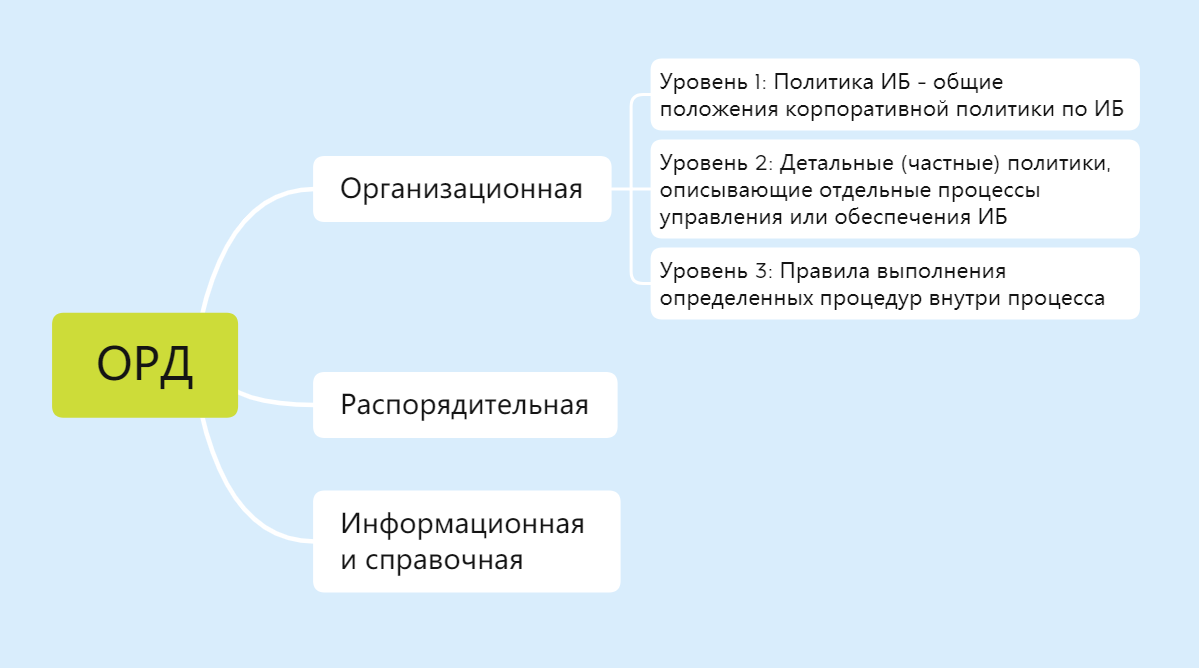 ОРД
Организационная
Уровень 1: Политика ИБ - общие
положения корпоративной политики по ИБ
Уровень 2: Детальные (частные) политики,
описывающие отдельные процессы
управления или обеспечения ИБ
Уровень 3: Правила выполнения
определенных процедур внутри процесса
Распорядительная
Информационная
и справочная